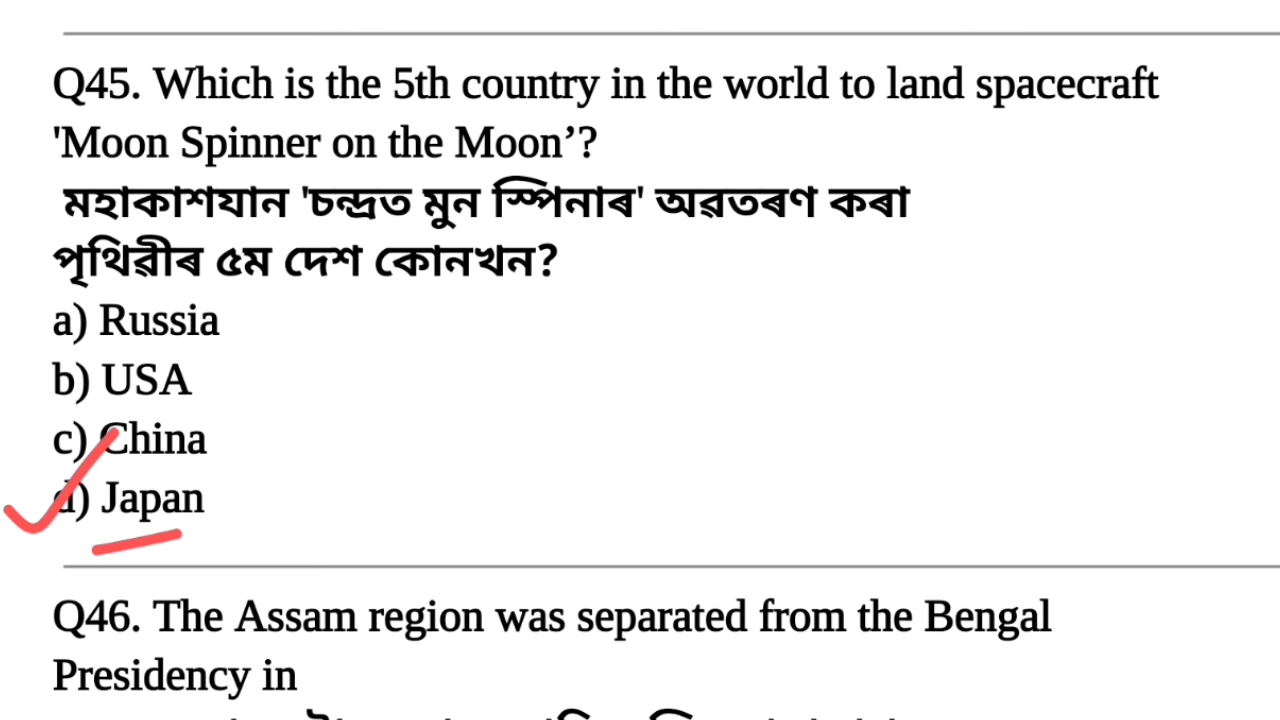 Q45. Which is the 5th country in the world to land spacecraft
'Moon Spinner on the Moon’?
মহাকাশযান 'চন্দ্ৰত মুন স্পিনাৰ' অৱতৰণ কৰা
পৃথিৱীৰ ৫ম দেশ কোনখন?
a) Russia
b) USA
c) China
d) Japan
Q46. The Assam region was separated from the Bengal
Presidency in